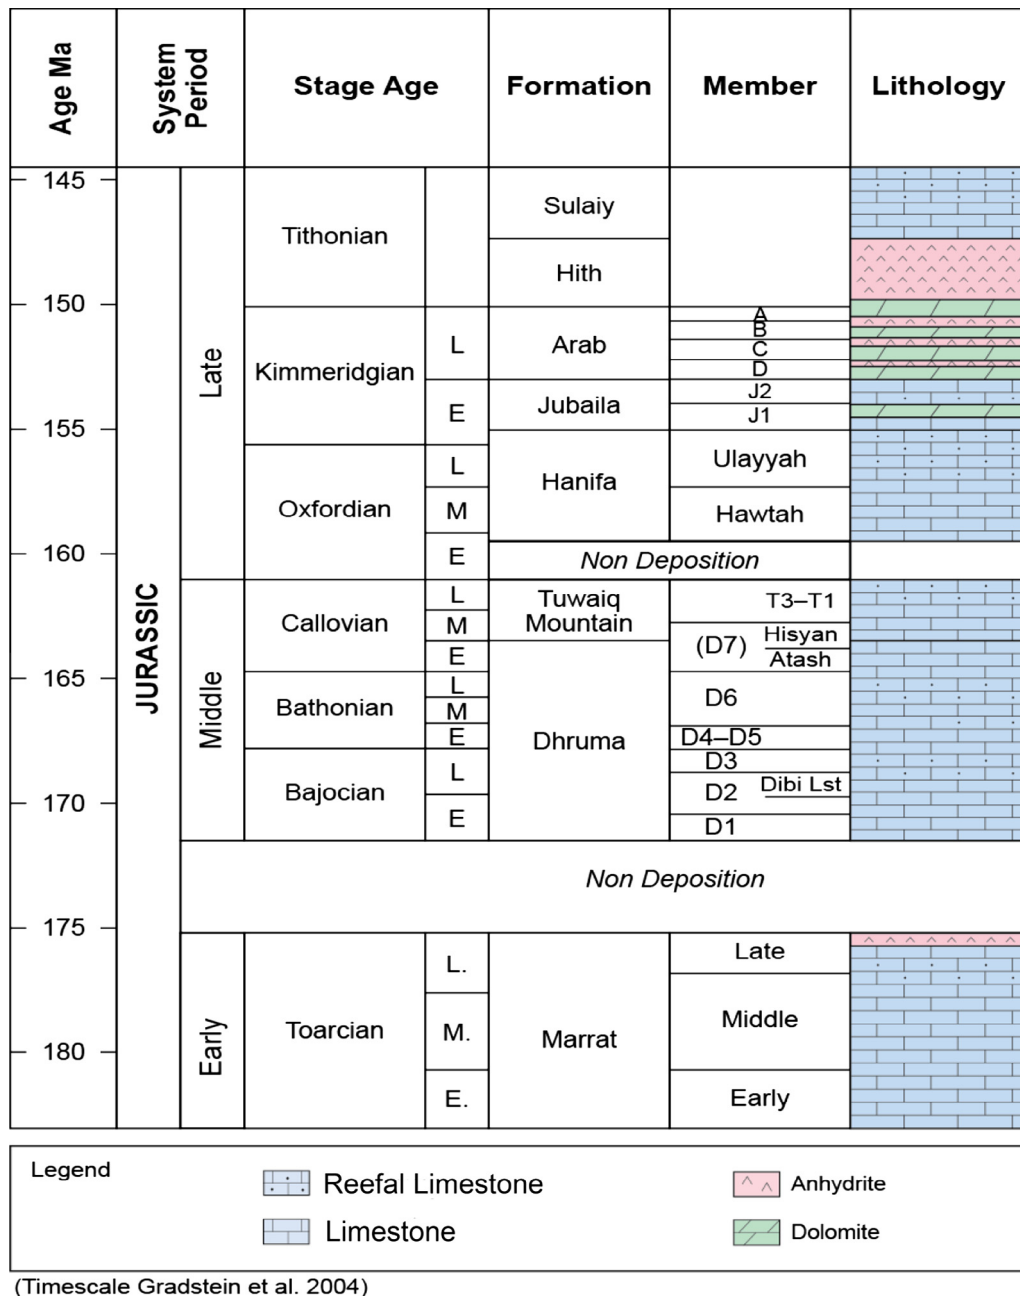 Age Ma
System
Period
Stage Age
Formation
Member
Lithology
145
150
155
160
165
170
175
180
JURASSIC
Late
Middle
Early
Tithonian
Kimmeridgian
L
E
Oxfordian
L
M
E
Callovian
L
M
E
Bathonian
L
M
E
Bajocian
L
E
Toarcian
L.
M.
E.
Sulaiy
Hith
Arab
Jubaila
Hanifa
Non Deposition
Tuwaiq
Mountain
Dhruma
Non Deposition
Marrat
A
B
C
D
J2
J1
Ulayyah
Hawtah
T3–T1
(D7)
Hisyan
Atash
D6
D4–D5
D3
D2
Dibi Lst
D1
Late
Middle
Early
Legend
Reefal Limestone
Limestone
Anhydrite
Dolomite
(Timescale Gradstein et al. 2004)